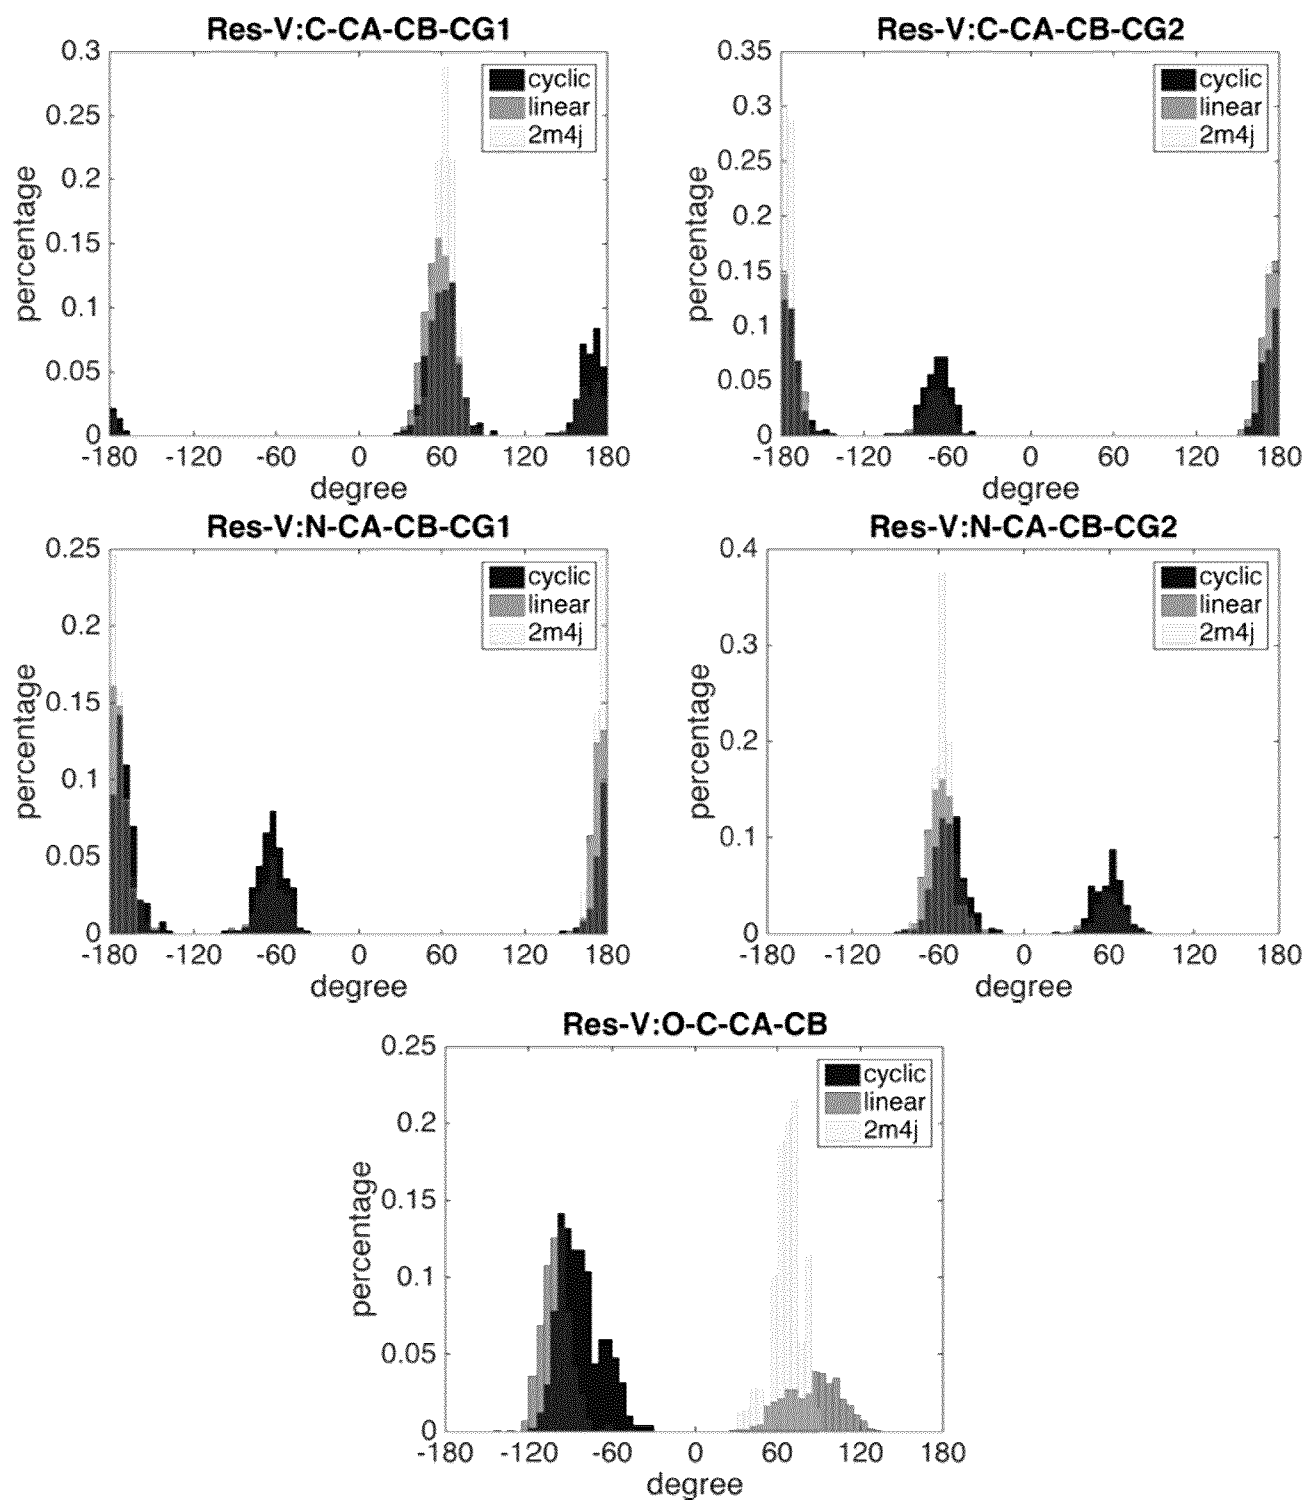 Res-V:C-CA-CB-CG1
0.3
0.25
0.2
0.15
0.1
0.05
0
percentage
cyclic
linear
2m4j
-180 -120 -60 0 60 120 180
degree
Res-V:C-CA-CB-CG2
0.35
0.3
0.25
0.2
0.15
0.1
0.05
0
percentage
cyclic
linear
2m4j
-180 -120 -60 0 60 120 180
degree
Res-V:N-CA-CB-CG1
0.25
0.2
0.15
0.1
0.05
0
percentage
cyclic
linear
2m4j
-180 -120 -60 0 60 120 180
degree
Res-V:N-CA-CB-CG2
0.4
0.3
0.2
0.1
0
percentage
cyclic
linear
2m4j
-180 -120 -60 0 60 120 180
degree
Res-V:O-C-CA-CB
0.25
0.2
0.15
0.1
0.05
0
percentage
cyclic
linear
2m4j
-180 -120 -60 0 60 120 180
degree